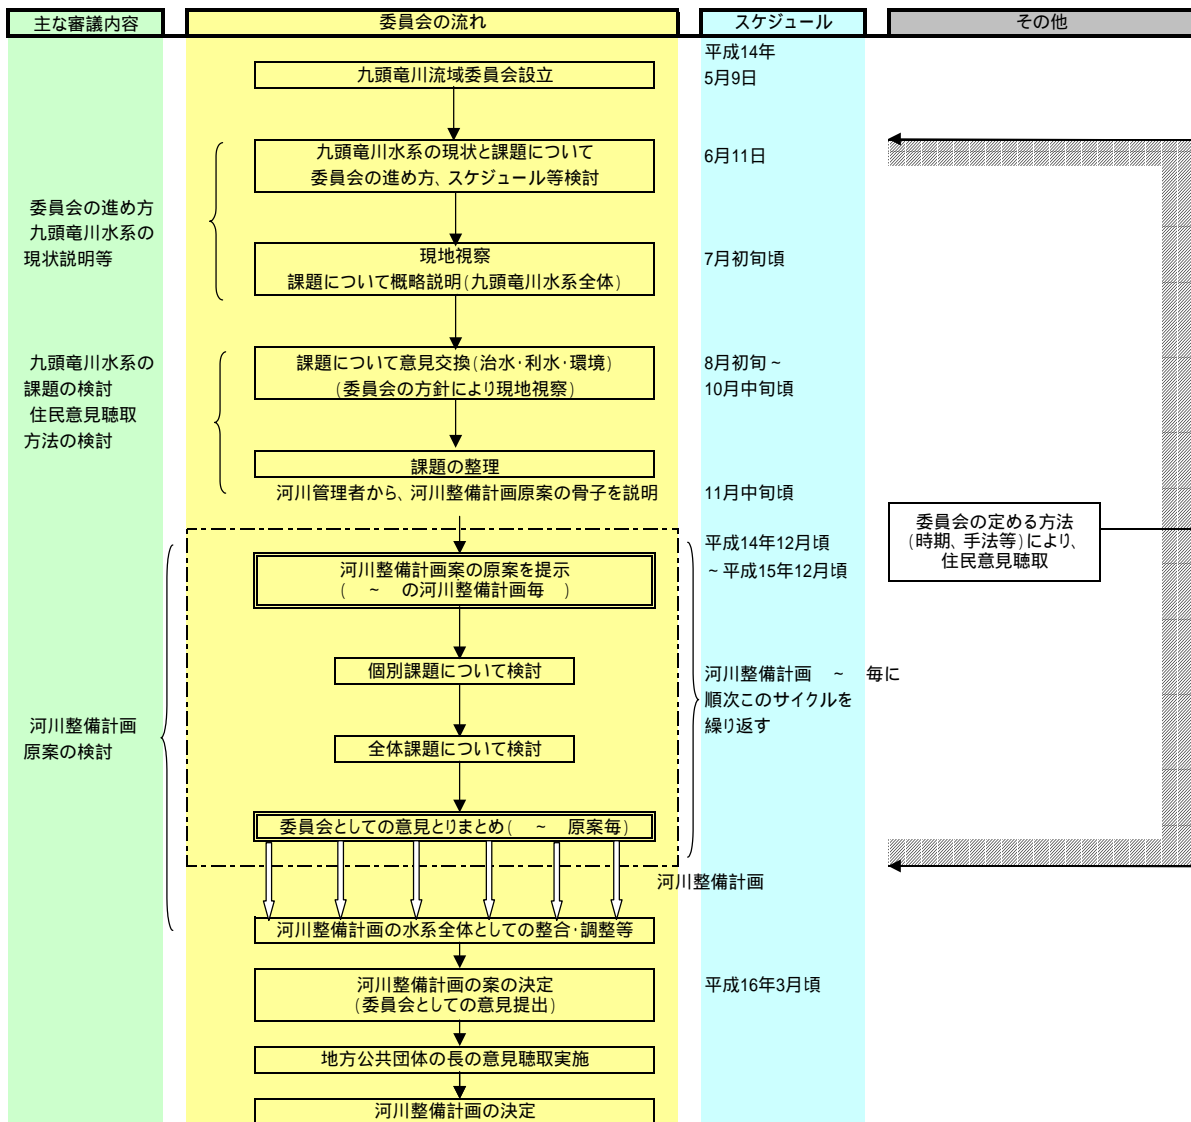 主な審議内容
委員会の流れ
スケジュール
その他
平成14年
5月9日
九頭竜川流域委員会設立
九頭竜川水系の現状と課題について
委員会の進め方、スケジュール等検討
6月11日
委員会の進め方
九頭竜川水系の
現状説明等
現地視察
課題について概略説明(九頭竜川水系全体)
7月初旬頃
九頭竜川水系の
課題の検討
住民意見聴取
方法の検討
課題について意見交換(治水・利水・環境)
(委員会の方針により現地視察)
8月初旬~
10月中旬頃
課題の整理
河川管理者から、河川整備計画原案の骨子を説明
11月中旬頃
委員会の定める方法
(時期、手法等)により、
住民意見聴取
平成14年12月頃
~平成15年12月頃
河川整備計画案の原案を提示
( ~ の河川整備計画毎 )
個別課題について検討
河川整備計画 ~ 毎に
順次このサイクルを
繰り返す
河川整備計画
原案の検討
全体課題について検討
委員会としての意見とりまとめ( ~ 原案毎)
河川整備計画
河川整備計画の水系全体としての整合・調整等
河川整備計画の案の決定
(委員会としての意見提出)
平成16年3月頃
地方公共団体の長の意見聴取実施
河川整備計画の決定